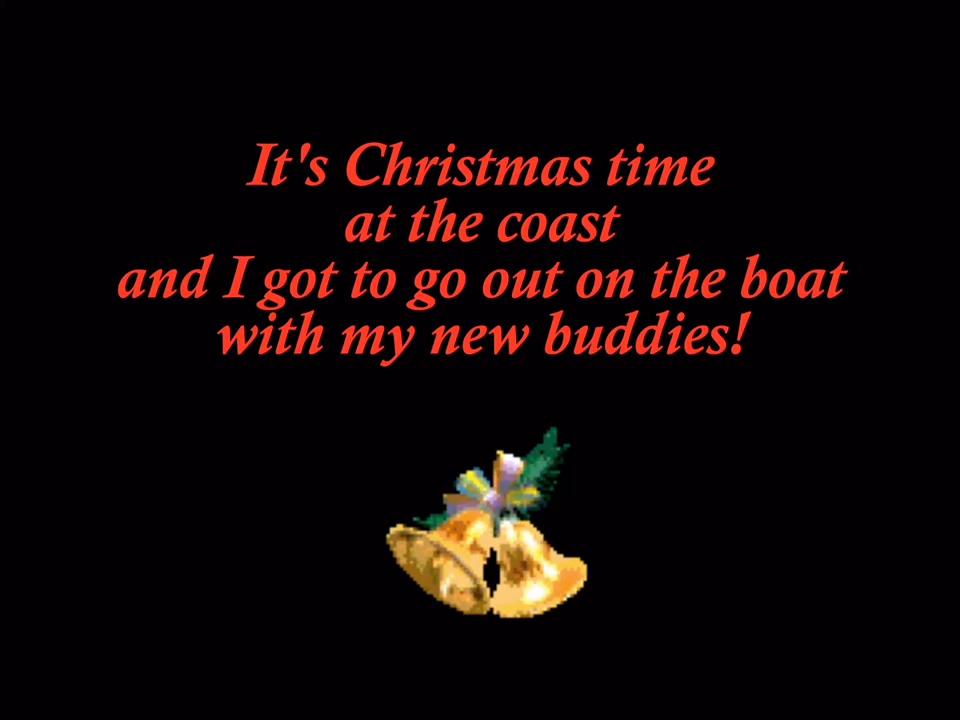 It's Christmas time
at the coast
and I got to go out on the boat
with my new buddies!